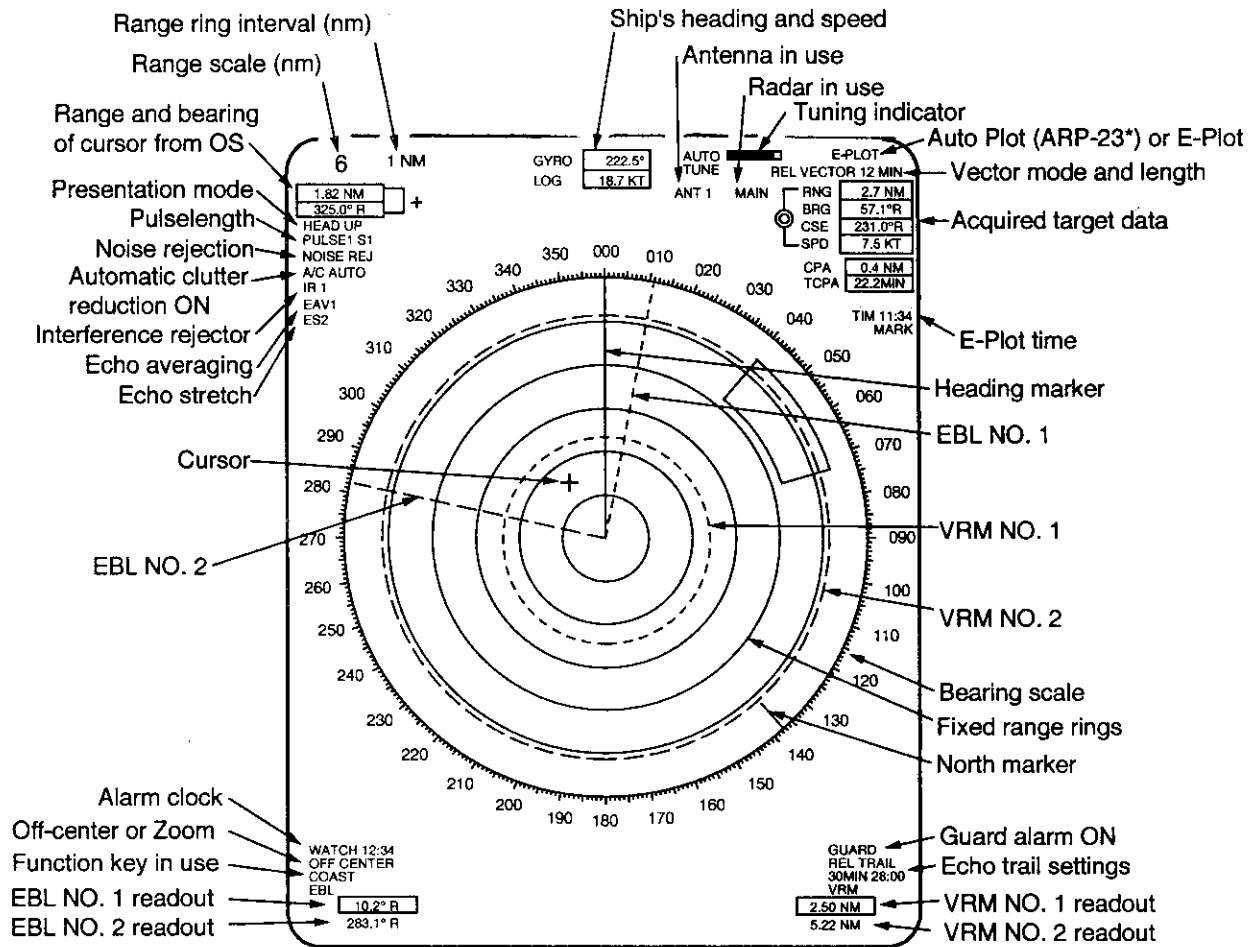 Range ring interval (nm)
Range scale (nm)
Range and bearing
of cursor from OS
Presentation mode
Pulselength
Noise rejection
Automatic clutter
reduction ON
Interference rejector
Echo averaging
Echo stretch
Ship's heading and speed
Antenna in use
Radar in use
Tuning indicator
Auto Plot (ARP-23*) or E-Plot
Vector mode and length
Acquired target data
E-Plot time
6
1 NM
1.82 NM
325.0° R
+
HEAD UP
PULSE1 S1
NOISE REJ
A/C AUTO
IR 1
EAV1
ES2
GYRO 222.5°
LOG 18.7 KT
AUTO
TUNE
ANT 1 MAIN
E-PLOT
REL VECTOR 12 MIN
RNG 2.7 NM
BRG 57.1°R
CSE 231.0°R
SPD 7.5 KT
CPA 0.4 NM
TCPA 22.2MIN
TIM 11:34
MARK
000
010
020
030
040
050
060
070
080
090
100
110
120
130
140
150
160
170
180
190
200
210
220
230
240
250
260
270
280
290
300
310
320
330
340
350
Heading marker
EBL NO. 1
Cursor
EBL NO. 2
VRM NO. 1
VRM NO. 2
Bearing scale
Fixed range rings
North marker
Alarm clock
Off-center or Zoom
Function key in use
EBL NO. 1 readout
EBL NO. 2 readout
WATCH 12:34
OFF CENTER
COAST
EBL
10.2° R
283.1° R
GUARD
REL TRAIL
30MIN 28:00
VRM
2.50 NM
5.22 NM
Guard alarm ON
Echo trail settings
VRM NO. 1 readout
VRM NO. 2 readout